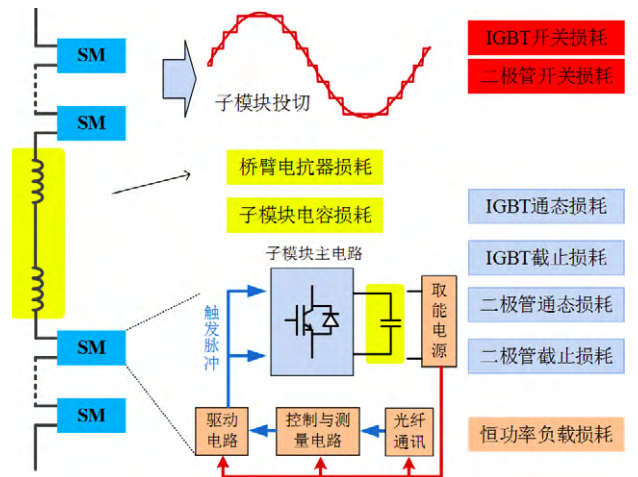 SM
SM
SM
SM
子模块投切
桥臂电抗器损耗
子模块电容损耗
子模块主电路
触发脉冲
取能电源
驱动
电路
控制与测
量电路
光纤
通讯
IGBT开关损耗
二极管开关损耗
IGBT通态损耗
IGBT截止损耗
二极管通态损耗
二极管截止损耗
恒功率负载损耗